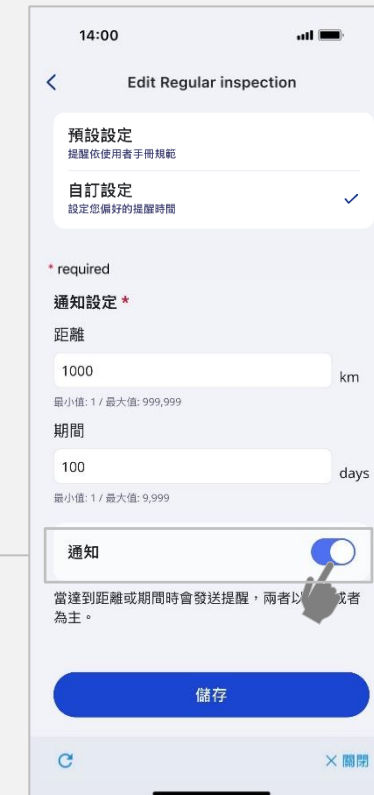 14:00
Edit Regular inspection
預設設定
提醒依使用者手冊規範
自訂設定
設定您偏好的提醒時間
* required
通知設定 *
距離
1000 km
最小值: 1 / 最大值: 999,999
期間
100 days
最小值: 1 / 最大值: 9,999
通知
當達到距離或期間時會發送提醒，兩者以 或者
為主。
儲存
× 關閉